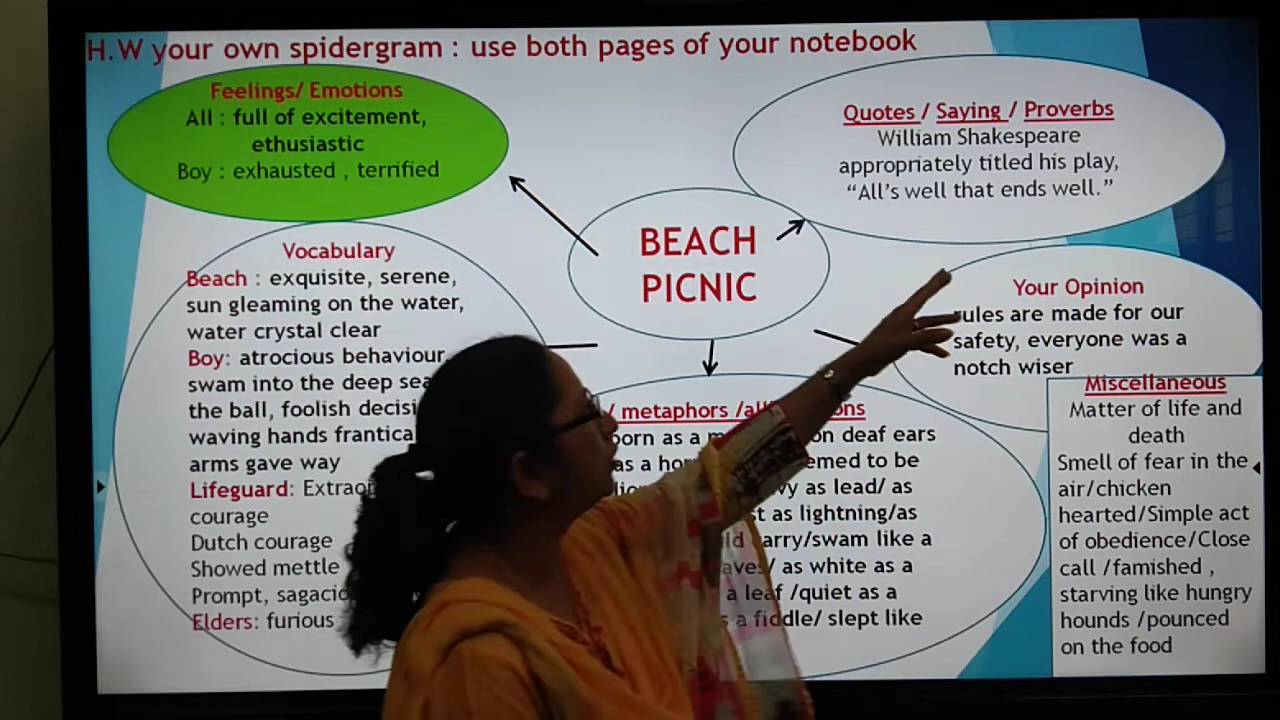 H.W your own spidergram : use both pages of your notebook
Feelings/ Emotions
All : full of excitement,
ethusiastic
Boy : exhausted , terrified
Quotes / Saying / Proverbs
William Shakespeare
appropriately titled his play,
“All’s well that ends well.”
BEACH
PICNIC
Vocabulary
Beach : exquisite, serene,
sun gleaming on the water,
water crystal clear
Boy: atrocious behaviour
swam into the deep sea
the ball, foolish
waving hands
arms gave way
Lifeguard:
courage
Dutch courage
Showed mettle
Prompt,
Elders: furious
Your Opinion
rules are made for our
safety, everyone was a
notch wiser
/ metaphors /
as a on deaf ears
as a to be
as lead/ as
as lightning/as
carry/swam like a
as white as a
a leaf /quiet as a
a fiddle/ slept like
Miscellaneous
Matter of life and
death
Smell of fear in the
air/chicken
hearted/Simple act
of obedience/Close
call /famished ,
starving like hungry
hounds /pounced
on the food